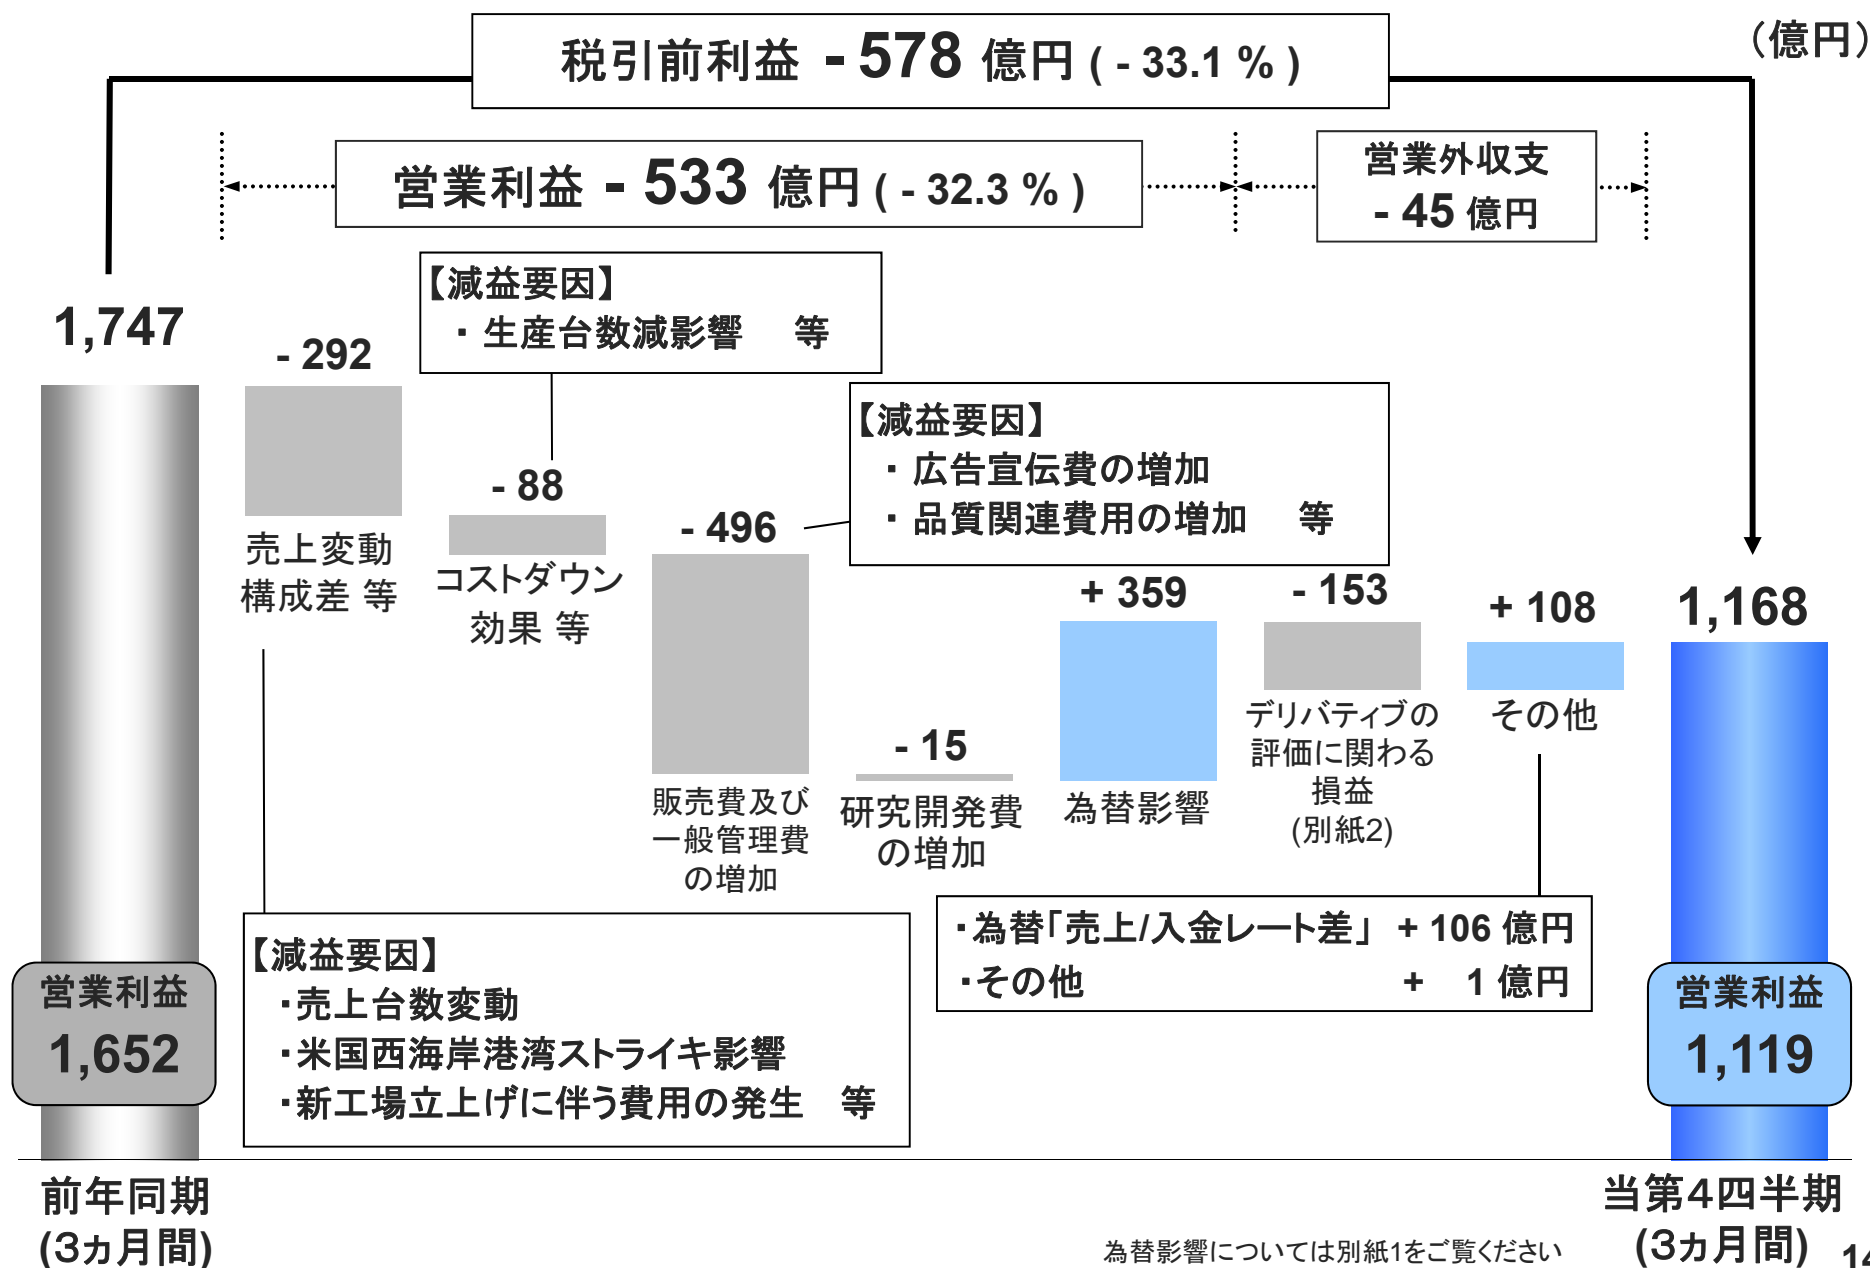 （億円）
税引前利益 - 578 億円 ( - 33.1 % )
営業利益 - 533 億円 ( - 32.3 % )
営業外収支
- 45 億円
1,747
- 292
売上変動
構成差 等
【減益要因】
・ 生産台数減影響 等
- 88
コストダウン
効果 等
【減益要因】
・ 広告宣伝費の増加
・ 品質関連費用の増加 等
- 496
販売費及び
一般管理費
の増加
- 15
研究開発費
の増加
+ 359
為替影響
- 153
デリバティブの
評価に関わる
損益
(別紙2)
+ 108
その他
1,168
【減益要因】
・売上台数変動
・米国西海岸港湾ストライキ影響
・新工場立上げに伴う費用の発生 等
・為替「売上/入金レート差」 + 106 億円
・その他 + 1 億円
営業利益
1,652
営業利益
1,119
前年同期
(3ヵ月間)
当第4四半期
(3ヵ月間)
為替影響については別紙1をご覧ください